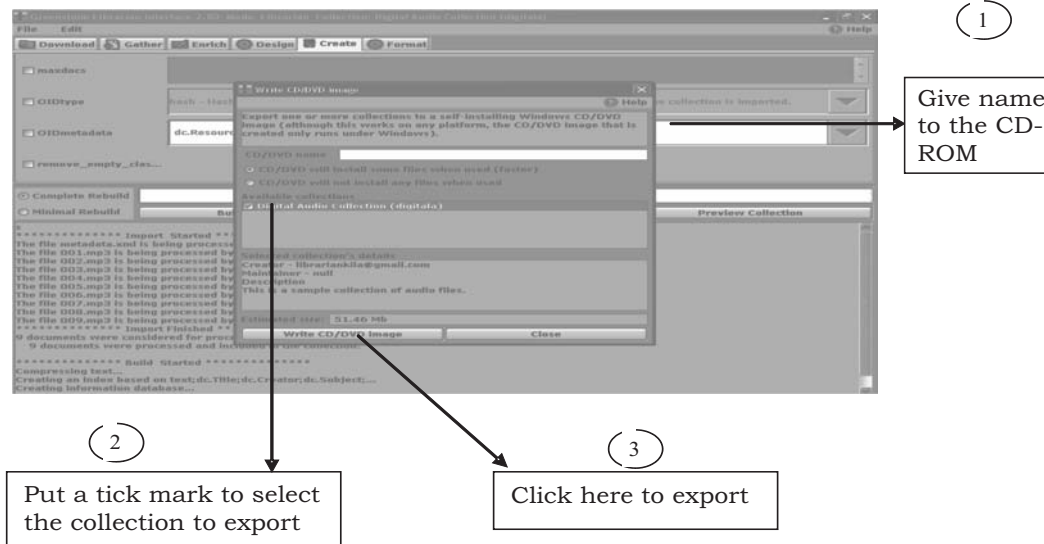 Greenstone Librarian Interface 2.80 Mode: Librarian Collection: Digital Audio Collection (digitala)
File Edit Help
Download Gather Enrich Design Create Format
maxdocs
OIDtype hash - Hash collection is imported.
OIDmetadata dc.Resourc
remove_empty_clas...
Complete Rebuild
Minimal Rebuild Bu Preview Collection
************** Import Started **
The file metadata.xml is being processe
The file 001.mp3 is being processed by
The file 002.mp3 is being processed by
The file 003.mp3 is being processed by
The file 004.mp3 is being processed by
The file 005.mp3 is being processed by
The file 006.mp3 is being processed by
The file 007.mp3 is being processed by
The file 008.mp3 is being processed by
The file 009.mp3 is being processed by
************** Import Finished **
9 documents were considered for proce
9 documents were processed and included in the collection.
************** Build Started **************
Compressing text...
Creating an index based on text;dc.Title;dc.Creator;dc.Subject;...
Creating information database...
Write CD/DVD image
Help
Export one or more collections to a self-installing Windows CD/DVD
image (although this works on any platform, the CD/DVD image that is
created only runs under Windows).
CD/DVD name
CD/DVD will install some files when used (faster)
CD/DVD will not install any files when used
Available collections
Digital Audio Collection (digitala)
Selected collection's details
Creator - librariankila@gmail.com
Maintainer - null
Description
This is a sample collection of audio files.
Estimated size: 51.46 Mb
Write CD/DVD image Close
1
Give name
to the CD-
ROM
2
Put a tick mark to select
the collection to export
3
Click here to export